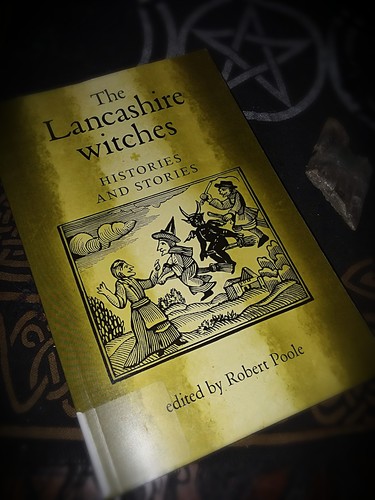 The
Lancashire
witches
HISTORIES
AND STORIES
edited by Robert Poole